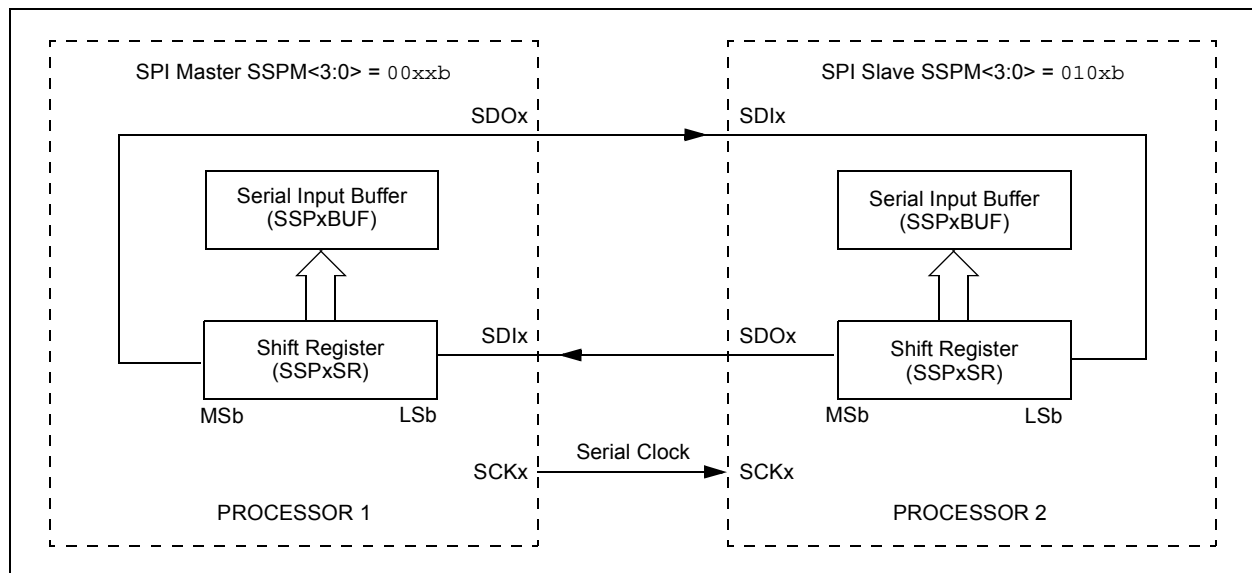 SPI Master SSPM<3:0> = 00xxb
SPI Slave SSPM<3:0> = 010xb
SDOx
SDIx
Serial Input Buffer
(SSPxBUF)
Serial Input Buffer
(SSPxBUF)
SDIx
SDOx
Shift Register
(SSPxSR)
Shift Register
(SSPxSR)
MSb
LSb
MSb
LSb
Serial Clock
SCKx
SCKx
PROCESSOR 1
PROCESSOR 2